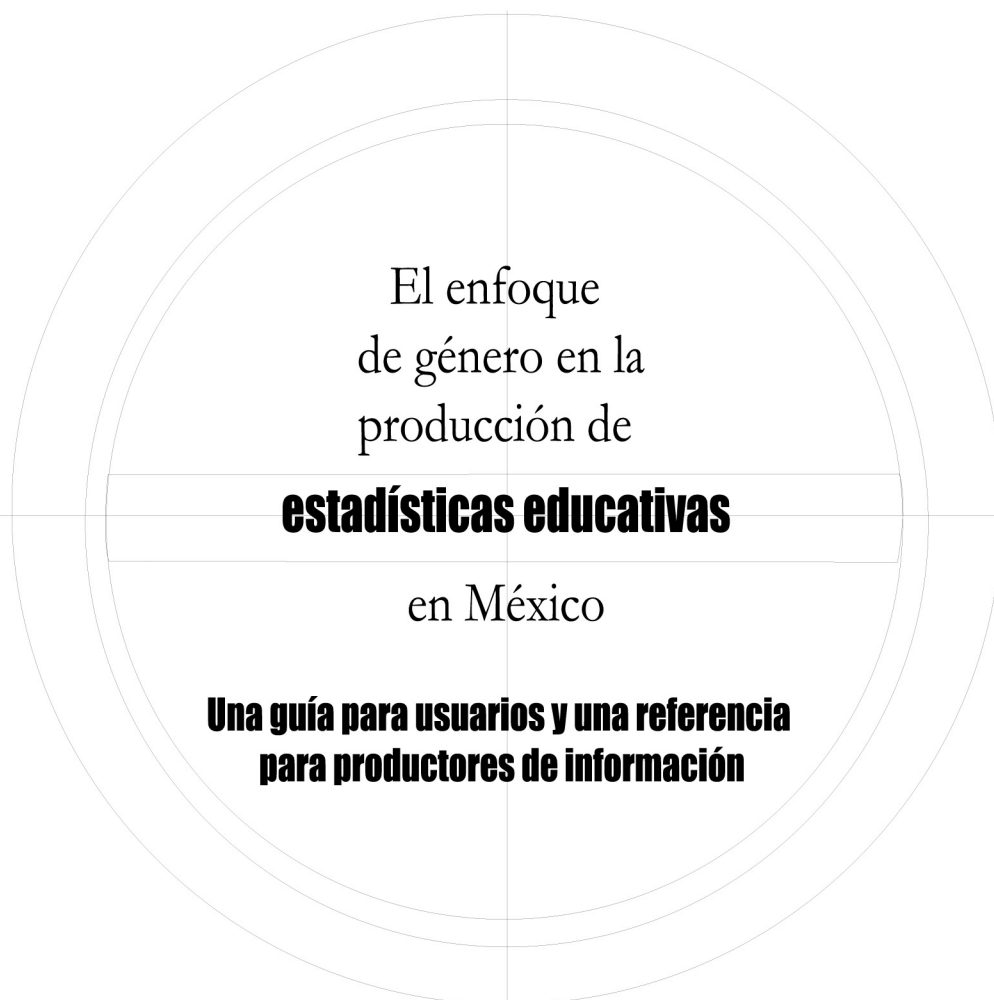 El enfoque
de género en la
producción de
estadísticas educativas
en México
Una guía para usuarios y una referencia
para productores de información